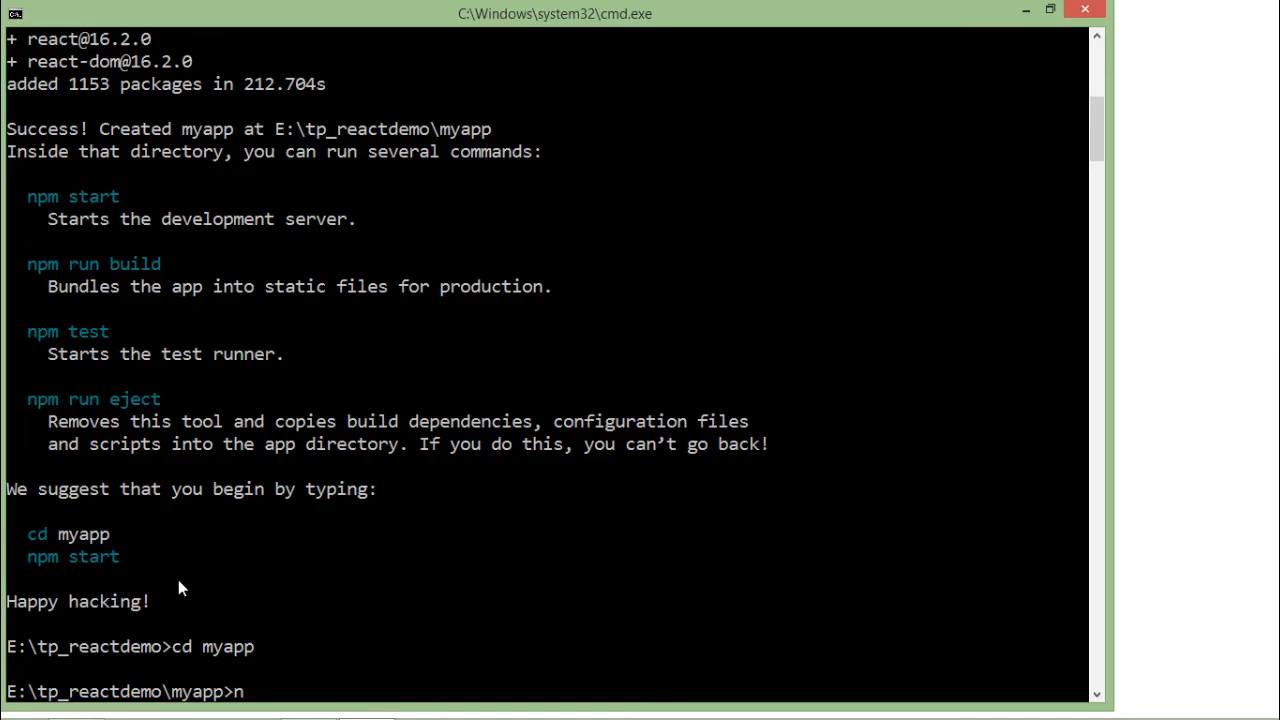 C:\Windows\system32\cmd.exe
+ react@16.2.0
+ react-dom@16.2.0
added 1153 packages in 212.704s
Success! Created myapp at E:\tp_reactdemo\myapp
Inside that directory, you can run several commands:
npm start
Starts the development server.
npm run build
Bundles the app into static files for production.
npm test
Starts the test runner.
npm run eject
Removes this tool and copies build dependencies, configuration files
and scripts into the app directory. If you do this, you can’t go back!
We suggest that you begin by typing:
cd myapp
npm start
Happy hacking!
E:\tp_reactdemo>cd myapp
E:\tp_reactdemo\myapp>n